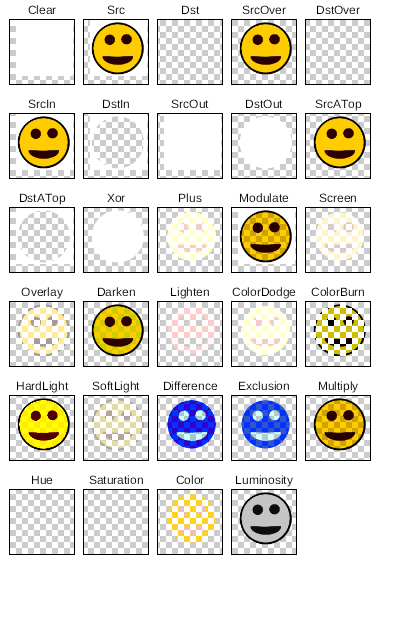 Clear Src Dst SrcOver DstOver
SrcIn DstIn SrcOut DstOut SrcATop
DstATop Xor Plus Modulate Screen
Overlay Darken Lighten ColorDodge ColorBurn
HardLight SoftLight Difference Exclusion Multiply
Hue Saturation Color Luminosity